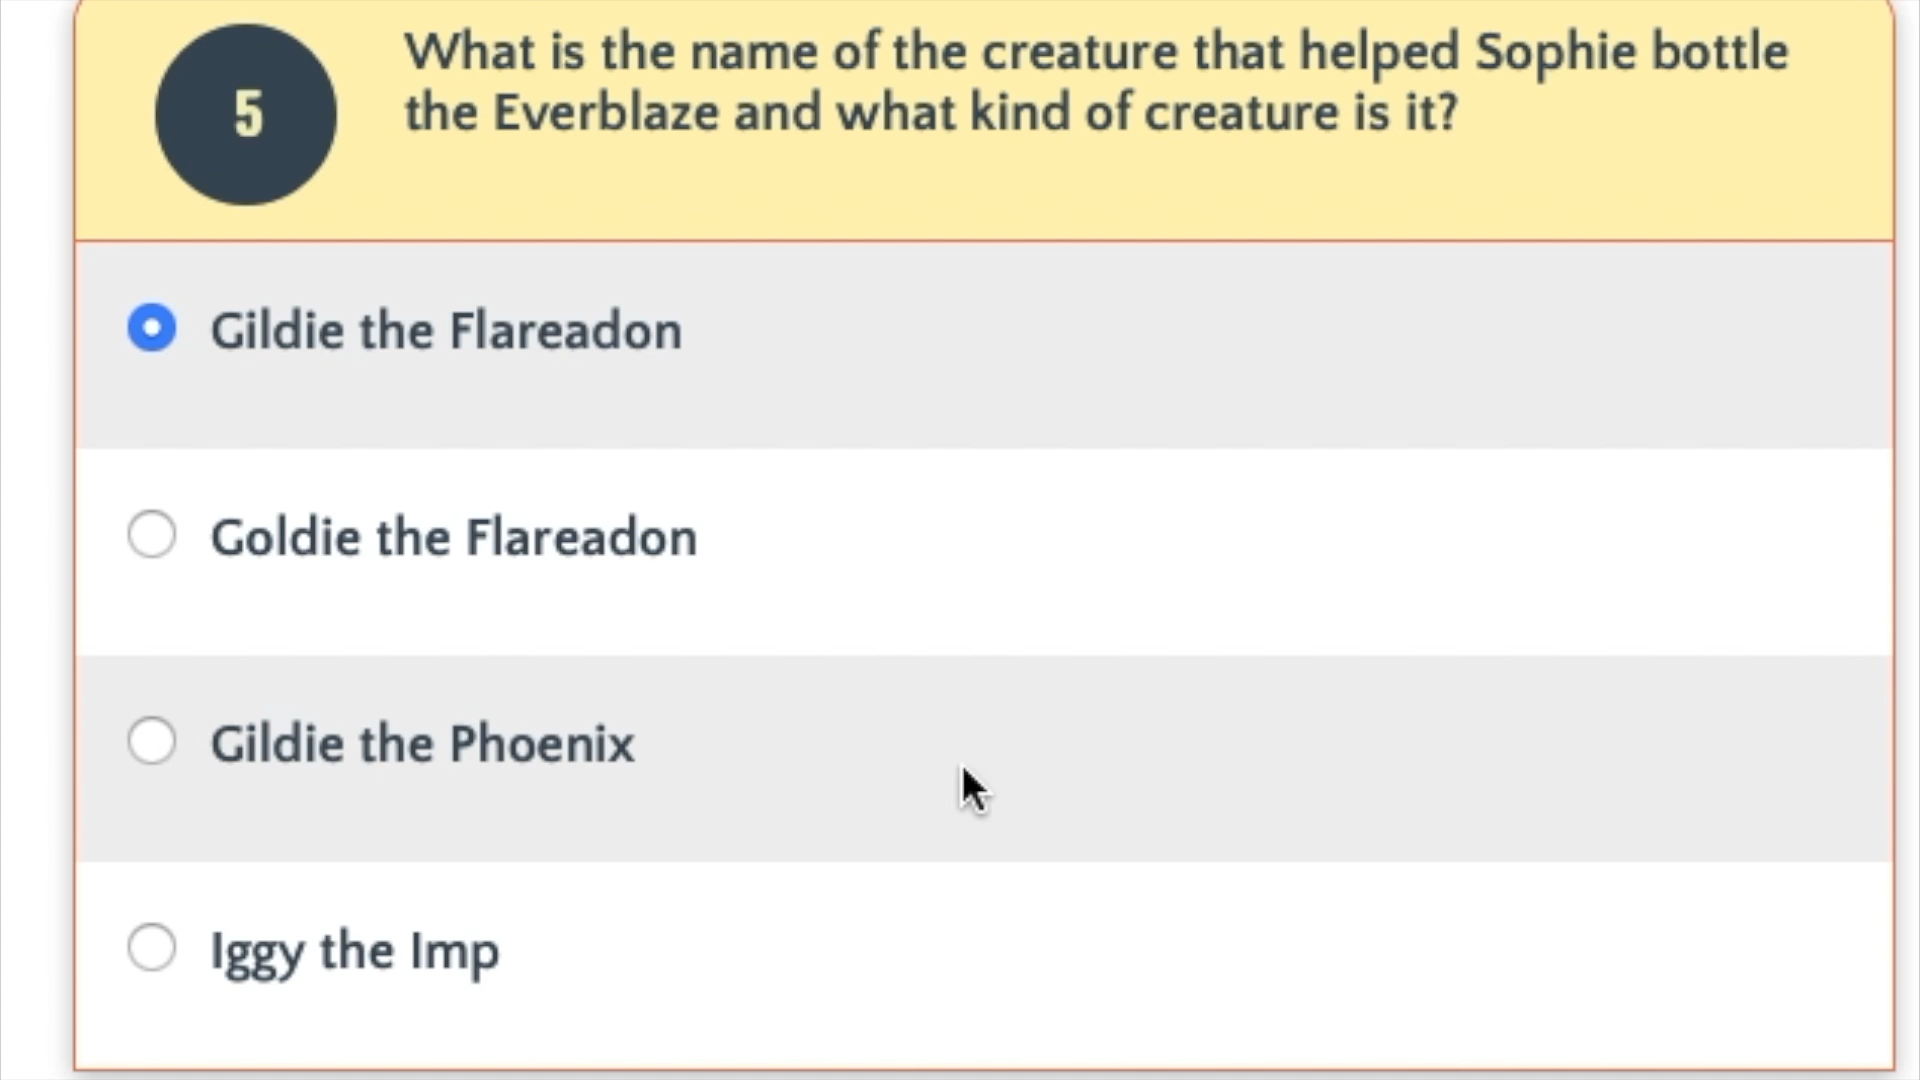 5
What is the name of the creature that helped Sophie bottle
the Everblaze and what kind of creature is it?
Gildie the Flareadon
Goldie the Flareadon
Gildie the Phoenix
Iggy the Imp